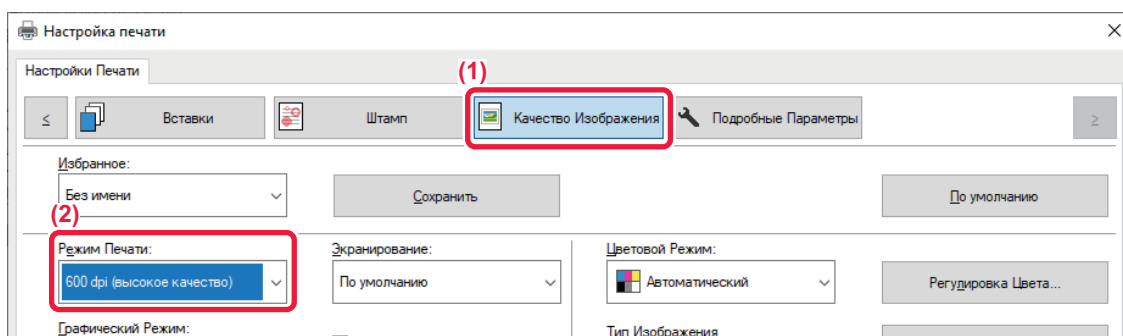 Настройка печати
Настройки Печати
(1)
< Вставки Штамп Качество Изображения Подробные Параметры >
Избранное:
Без имени Сохранить По умолчанию
(2)
Режим Печати: Экранирование: Цветовой Режим:
600 dpi (высокое качество) По умолчанию Автоматический Регулировка Цвета...
Графический Режим: Тип Изображения